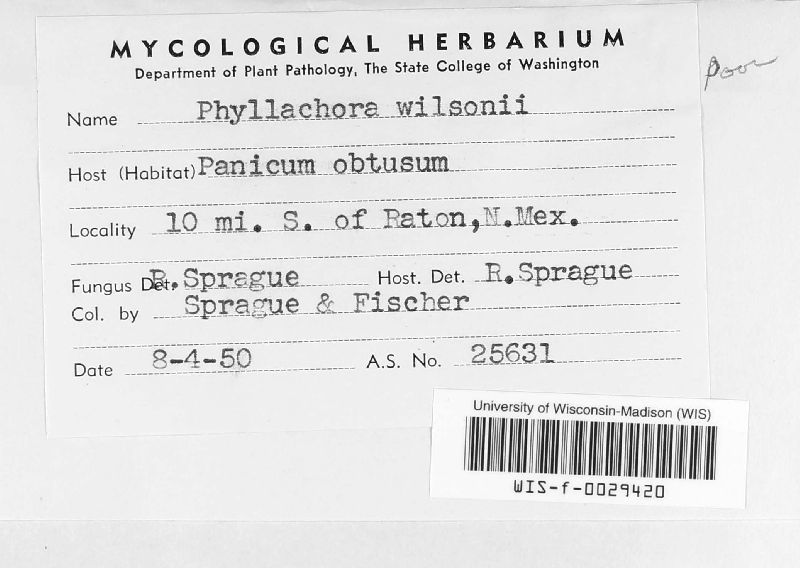 MYCOLOGICAL HERBARIUM
Department of Plant Pathology, The State College of Washington
Poor
Name Phyllachora wilsonii
Host (Habitat) Panicum obtusum
Locality 10 mi. S. of Raton,N.Mex.
Fungus Det. R.Sprague Host. Det. R.Sprague
Col. by Sprague & Fischer
Date 8-4-50 A.S. No. 25631
University of Wisconsin-Madison (WIS)
WIS-f-0029420